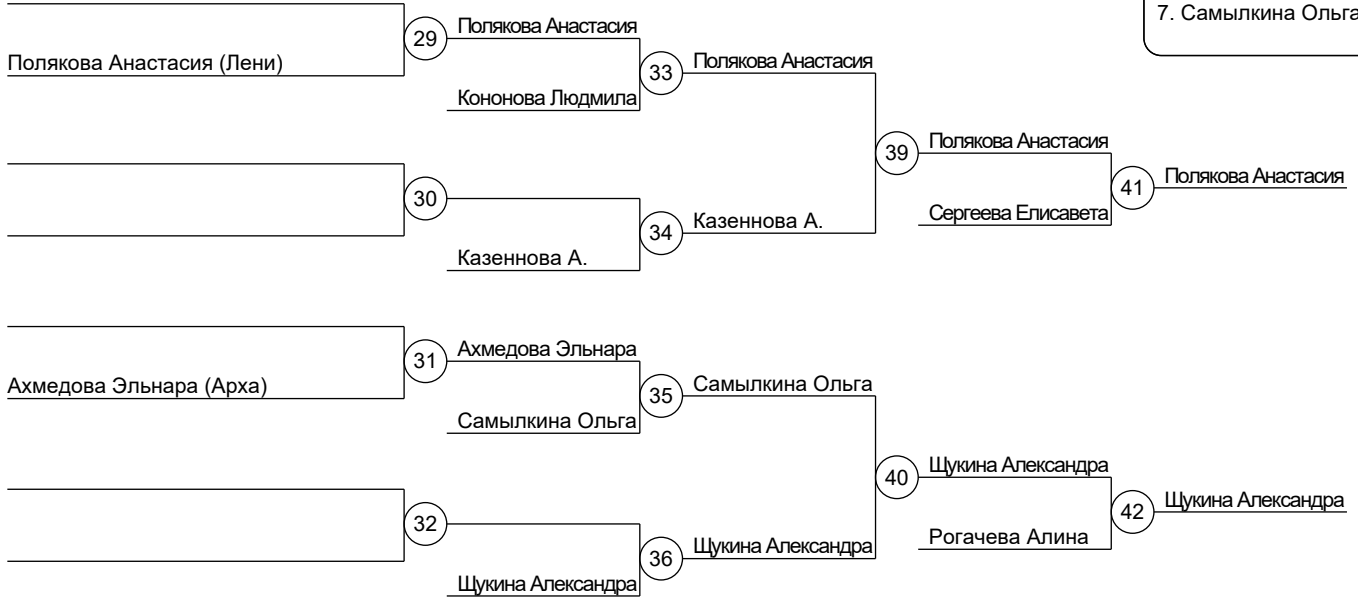 7. Самылкина Ольга
29
Полякова Анастасия
Полякова Анастасия (Лени)
33
Полякова Анастасия
Кононова Людмила
39
Полякова Анастасия
41
Полякова Анастасия
30
Сергеева Елисавета
34
Казеннова А.
Казеннова А.
31
Ахмедова Эльнара
Ахмедова Эльнара (Арха)
35
Самылкина Ольга
Самылкина Ольга
40
Щукина Александра
42
Щукина Александра
32
Рогачева Алина
36
Щукина Александра
Щукина Александра